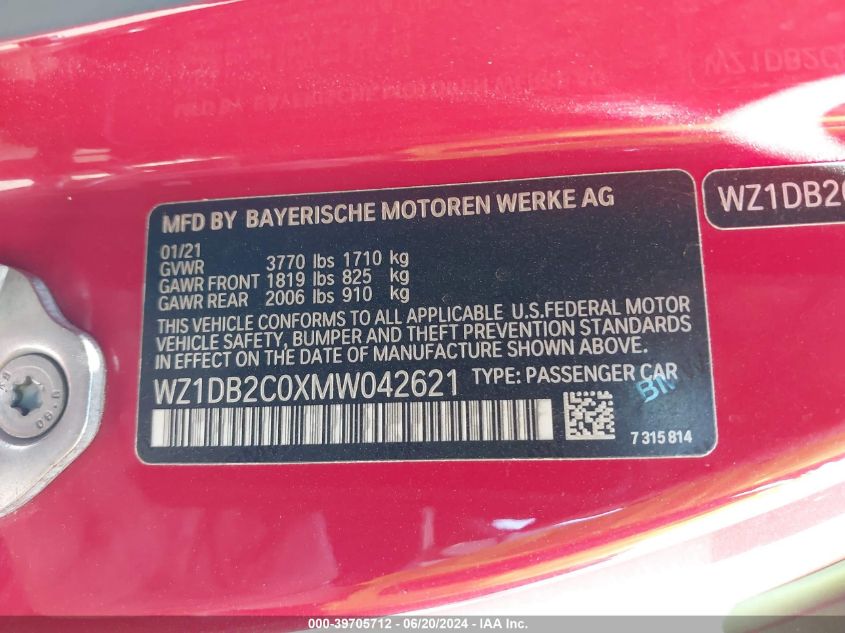 MFD BY BAYERISCHE MOTOREN WERKE AG
WZ1DB2C
01/21
GVWR 3770 lbs 1710 kg
GAWR FRONT 1819 lbs 825 kg
GAWR REAR 2006 lbs 910 kg
THIS VEHICLE CONFORMS TO ALL APPLICABLE U.S.FEDERAL MOTOR
VEHICLE SAFETY, BUMPER AND THEFT PREVENTION STANDARDS
IN EFFECT ON THE DATE OF MANUFACTURE SHOWN ABOVE.
WZ1DB2C0XMW042621 TYPE: PASSENGER CAR
7315814
000-39705712 - 06/20/2024 - IAA Inc.